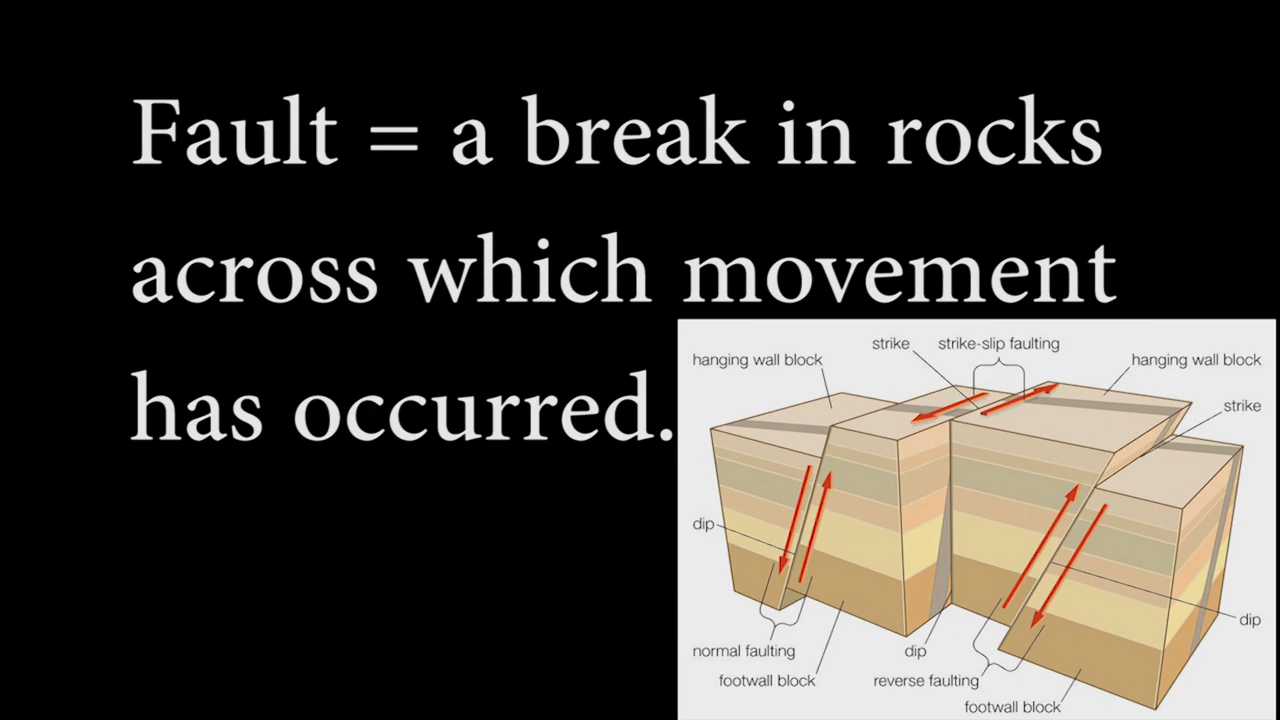 Fault = a break in rocks
across which movement
has occurred.
strike
strike-slip faulting
hanging wall block
hanging wall block
strike
dip
dip
normal faulting
dip
footwall block
reverse faulting
footwall block